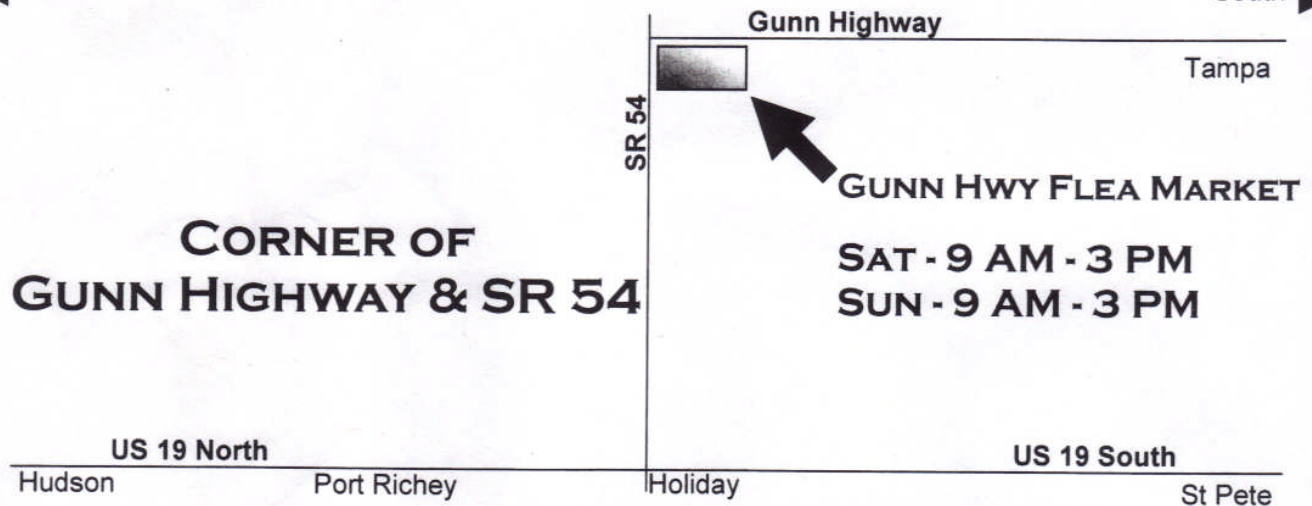 Gunn Highway
Tampa
SR 54
GUNN HWY FLEA MARKET
CORNER OF
GUNN HIGHWAY & SR 54
SAT - 9 AM - 3 PM
SUN - 9 AM - 3 PM
US 19 North
US 19 South
Hudson
Port Richey
Holiday
St Pete